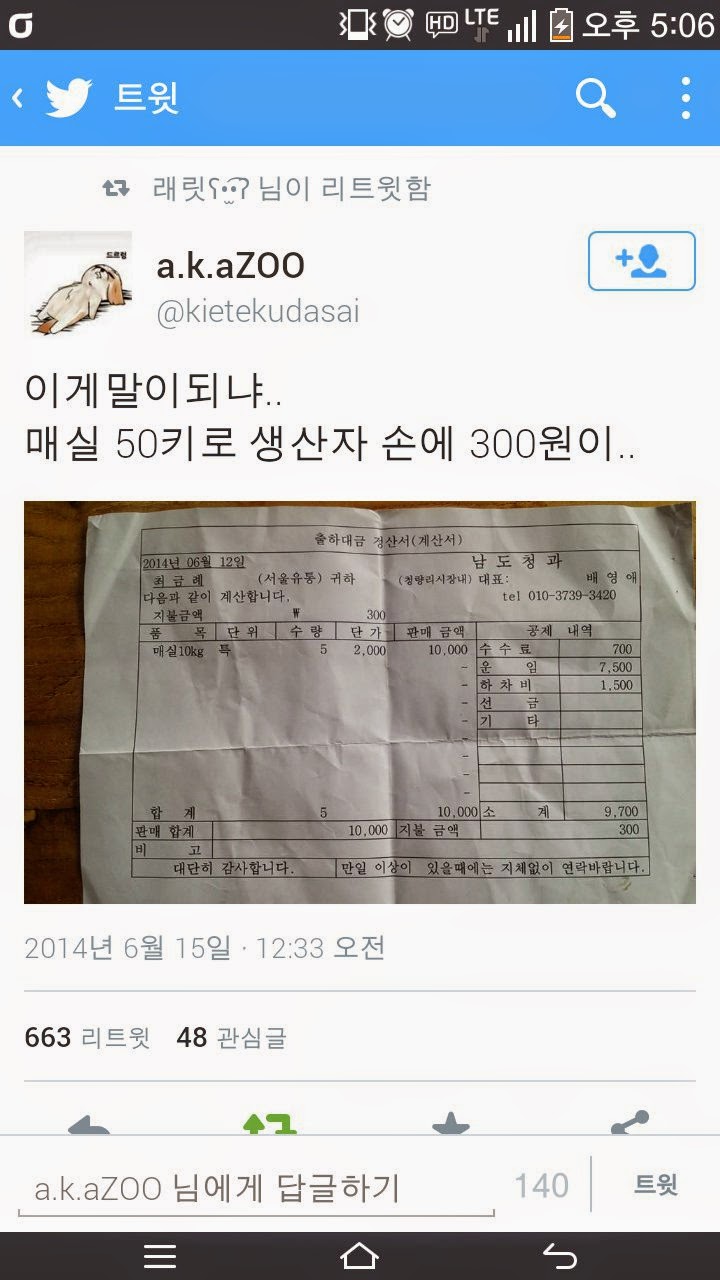 HD LTE 오후 5:06
트윗
래릿ʕ•̫͡•ʔ 님이 리트윗함
드르렁
a.k.aZOO
@kietekudasai
이게말이되냐..
매실 50키로 생산자 손에 300원이..
출하대금 정산서(계산서)
2014년 06월 12일 남도청과
최금례 (서울유통) 귀하 (청량리시장내) 대표: 배영애
다음과 같이 계산합니다. tel 010-3739-3420
지불금액 ₩ 300
품목 단위 수량 단가 판매 금액 공제 내역
매실10kg 특 5 2,000 10,000 수수료 700
- 운임 7,500
- 하차비 1,500
- 선금
- 기타
-
-
-
-
합계 5 10,000 소계 9,700
판매 합계 10,000 지불 금액 300
비고
대단히 감사합니다. 만일 이상이 있을때에는 지체없이 연락바랍니다.
2014년 6월 15일 · 12:33 오전
663 리트윗 48 관심글
a.k.aZOO 님에게 답글하기 140 트윗